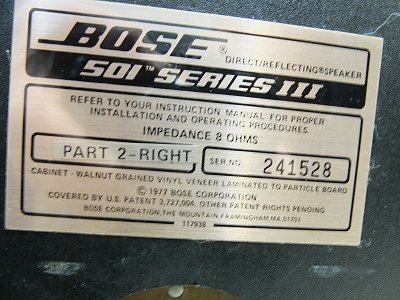 BOSE ®
DIRECT/REFLECTING® SPEAKER
501™ SERIES III
REFER TO YOUR INSTRUCTION MANUAL FOR PROPER
INSTALLATION AND OPERATING PROCEDURES
IMPEDANCE 8 OHMS
PART 2-RIGHT SER.NO. 241528
CABINET - WALNUT GRAINED VINYL VENEER LAMINATED TO PARTICLE BOARD
© 1977 BOSE CORPORATION
COVERED BY U.S. PATENT 3,727,004. OTHER PATENT RIGHTS PENDING
BOSE CORPORATION, THE MOUNTAIN, FRAMINGHAM, MA. 01701
117938